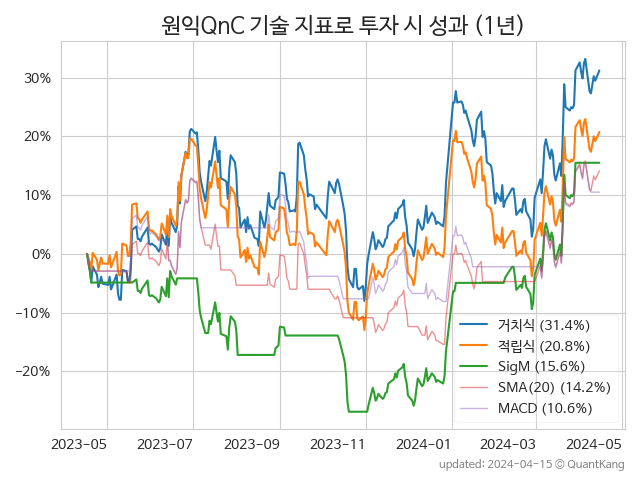 원익QnC 기술 지표로 투자 시 성과 (1년)
30%
20%
10%
0%
−10%
−20%
거치식 (31.4%)
적립식 (20.8%)
SigM (15.6%)
SMA(20) (14.2%)
MACD (10.6%)
2023-05 2023-07 2023-09 2023-11 2024-01 2024-03 2024-05
updated: 2024-04-15 © QuantKang